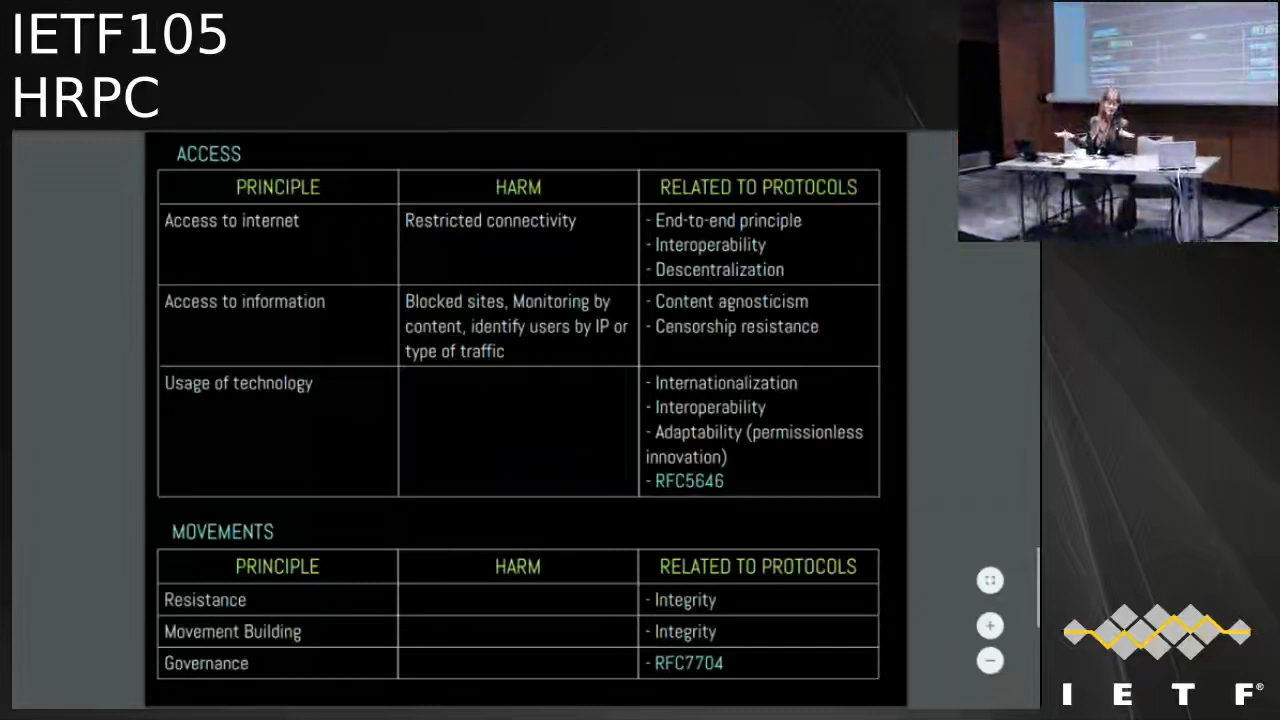 IETF105
HRPC
ACCESS
PRINCIPLE HARM RELATED TO PROTOCOLS
Access to internet Restricted connectivity - End-to-end principle
- Interoperability
- Descentralization
Access to information Blocked sites, Monitoring by - Content agnosticism
content, identify users by IP or - Censorship resistance
type of traffic
Usage of technology - Internationalization
- Interoperability
- Adaptability (permissionless
innovation)
- RFC5646
MOVEMENTS
PRINCIPLE HARM RELATED TO PROTOCOLS
Resistance - Integrity
Movement Building - Integrity
Governance - RFC7704
I E T F®